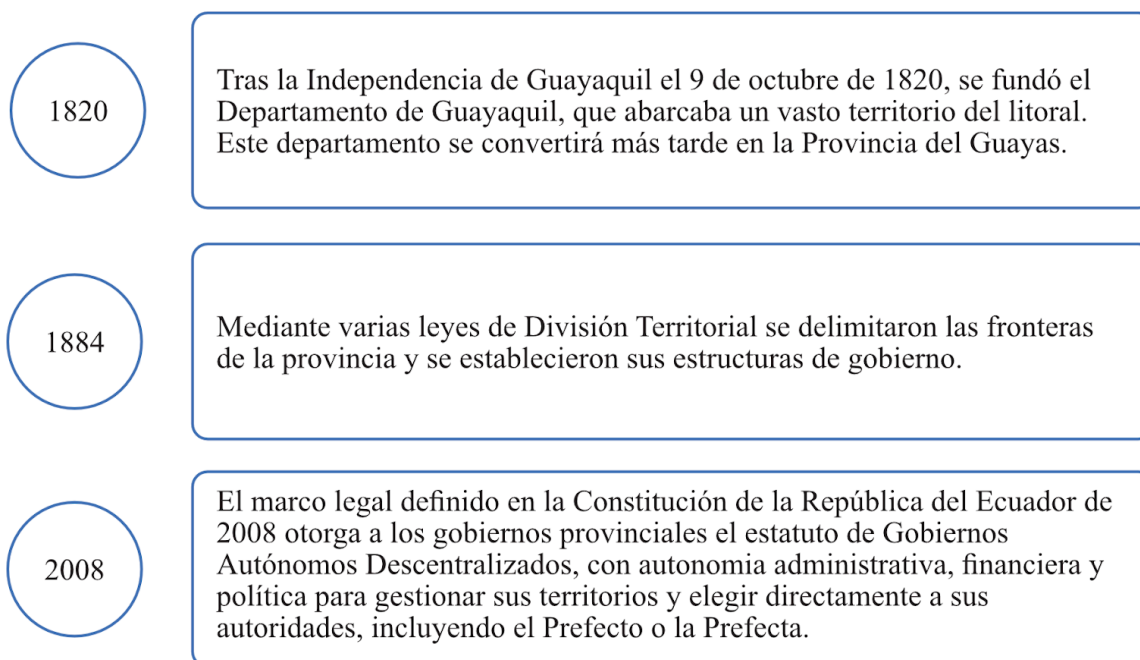 1820
Tras la Independencia de Guayaquil el 9 de octubre de 1820, se fundó el
Departamento de Guayaquil, que abarcaba un vasto territorio del litoral.
Este departamento se convertirá más tarde en la Provincia del Guayas.
1884
Mediante varias leyes de División Territorial se delimitaron las fronteras
de la provincia y se establecieron sus estructuras de gobierno.
2008
El marco legal definido en la Constitución de la República del Ecuador de
2008 otorga a los gobiernos provinciales el estatuto de Gobiernos
Autónomos Descentralizados, con autonomia administrativa, financiera y
política para gestionar sus territorios y elegir directamente a sus
autoridades, incluyendo el Prefecto o la Prefecta.